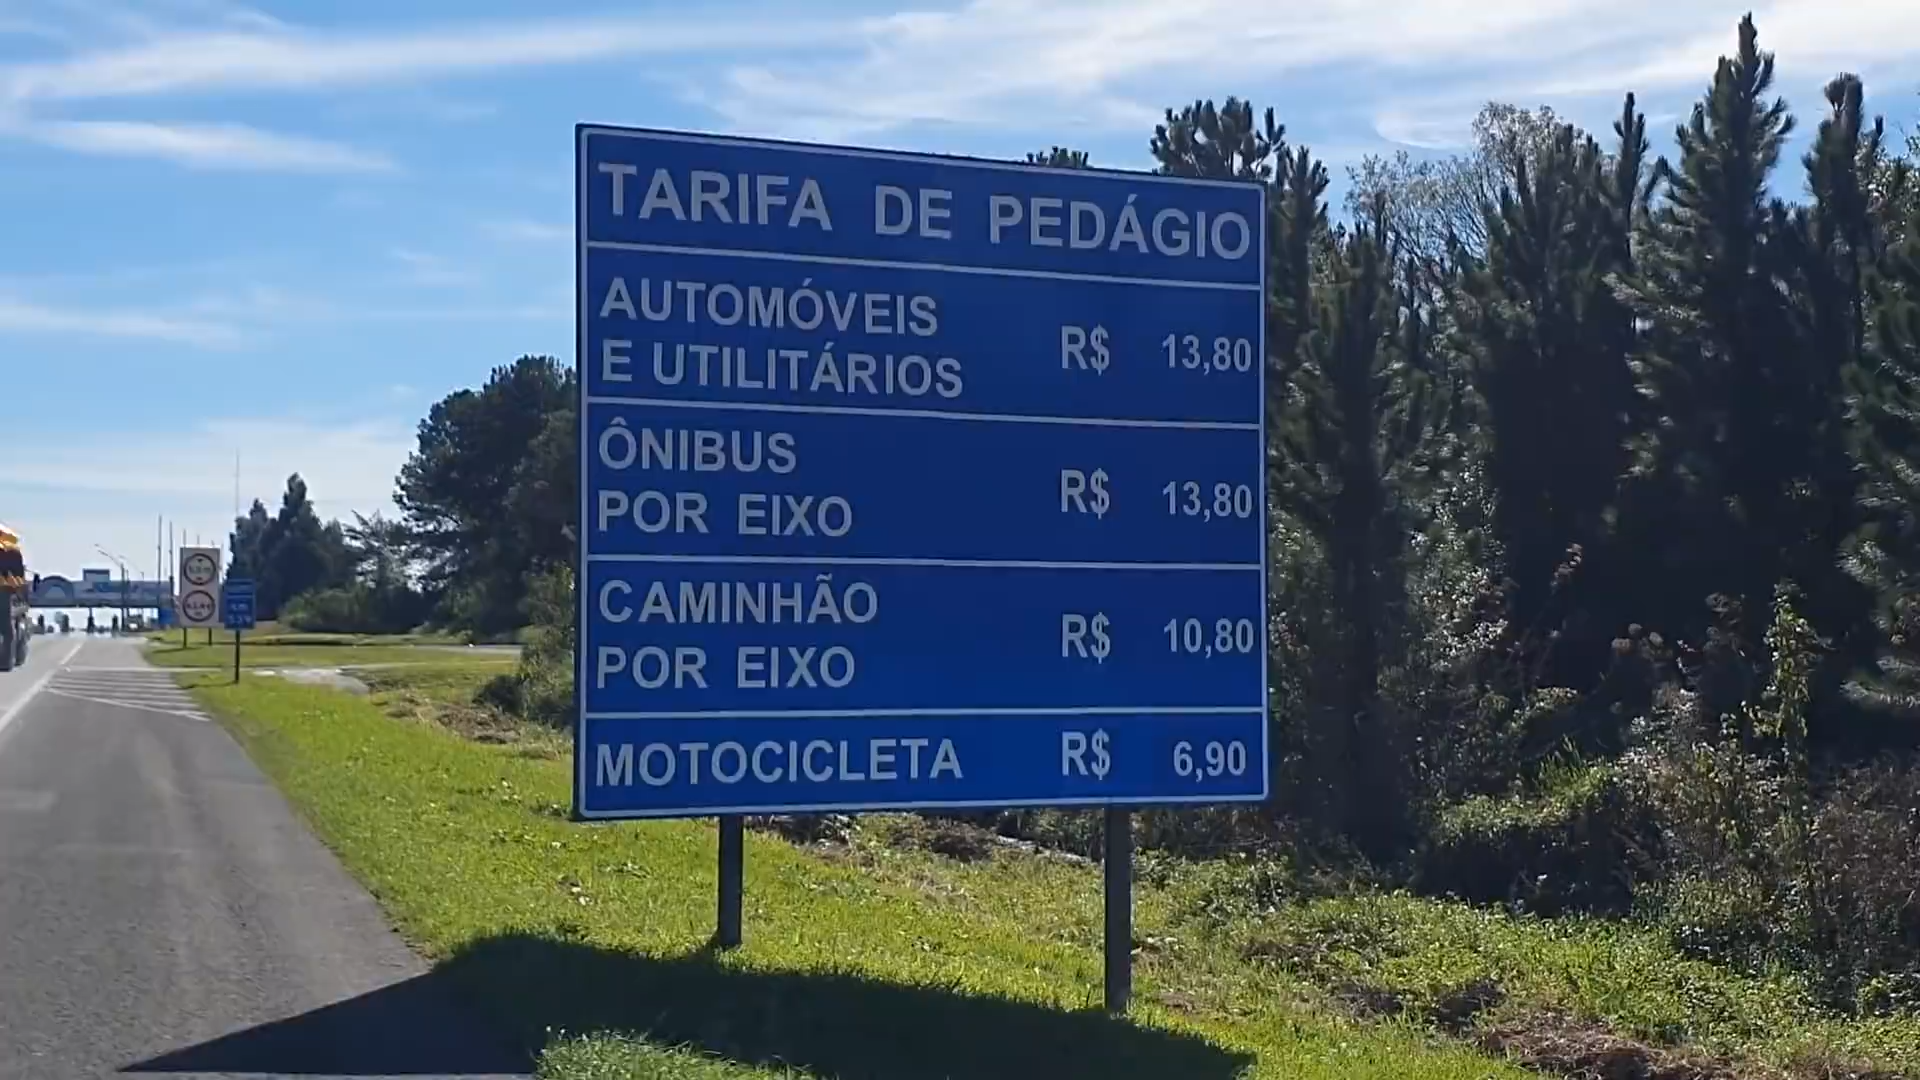 TARIFA DE PEDÁGIO
AUTOMÓVEIS
E UTILITÁRIOS
R$ 13,80
ÔNIBUS
POR EIXO
R$ 13,80
CAMINHÃO
POR EIXO
R$ 10,80
MOTOCICLETA R$ 6,90